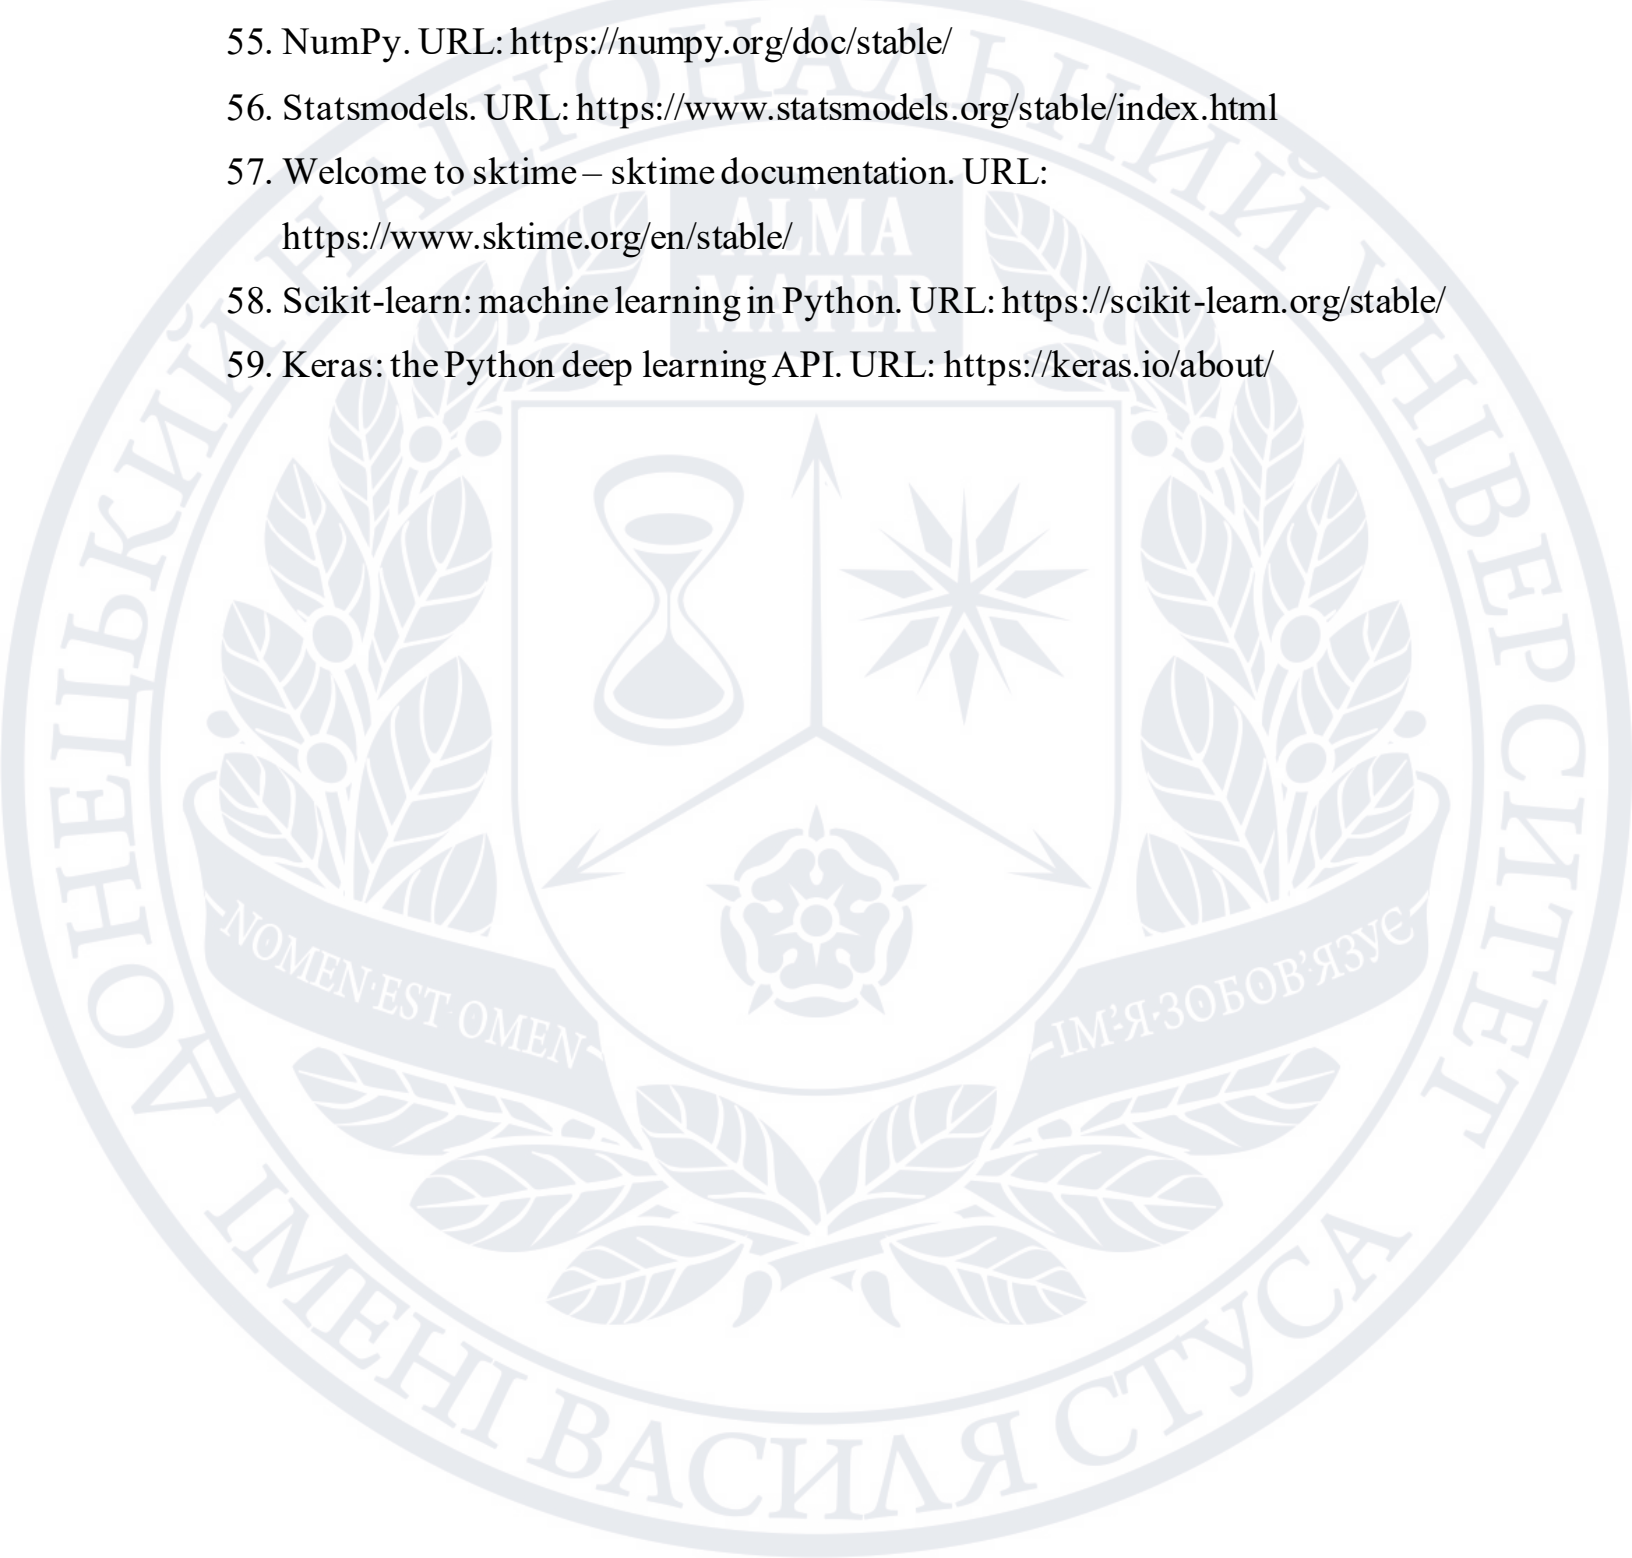 55. NumPy. URL: https://numpy.org/doc/stable/
56. Statsmodels. URL: https://www.statsmodels.org/stable/index.html
57. Welcome to sktime – sktime documentation. URL:
https://www.sktime.org/en/stable/
58. Scikit-learn: machine learning in Python. URL: https://scikit-learn.org/stable/
59. Keras: the Python deep learning API. URL: https://keras.io/about/
ДОНЕЦЬКИЙ НАЦІОНАЛЬНИЙ УНІВЕРСИТЕТ
ІМЕНІ ВАСИЛЯ СТУСА
ALMA
MATER
NOMEN·EST·OMEN
ІМ'Я·ЗОБОВ'ЯЗУЄ